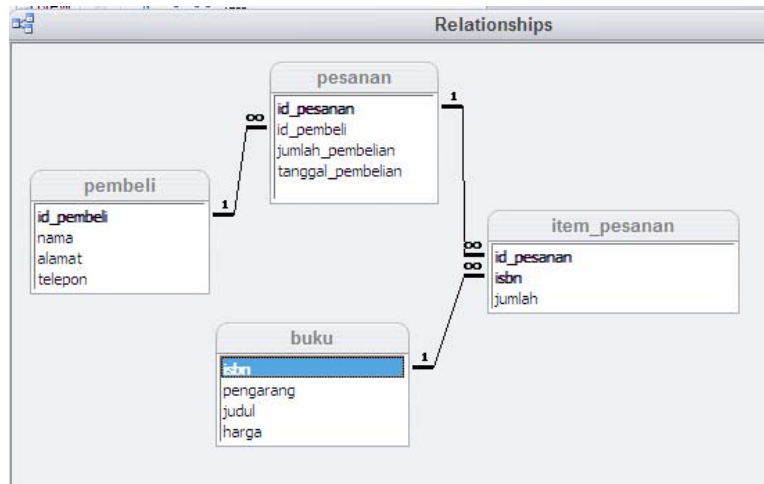 Relationships
pesanan
id_pesanan
id_pembeli
jumlah_pembelian
tanggal_pembelian
1
∞
pembeli
id_pembeli
nama
alamat
telepon
1
item_pesanan
id_pesanan
isbn
jumlah
∞
∞
buku
isbn
pengarang
judul
harga
1